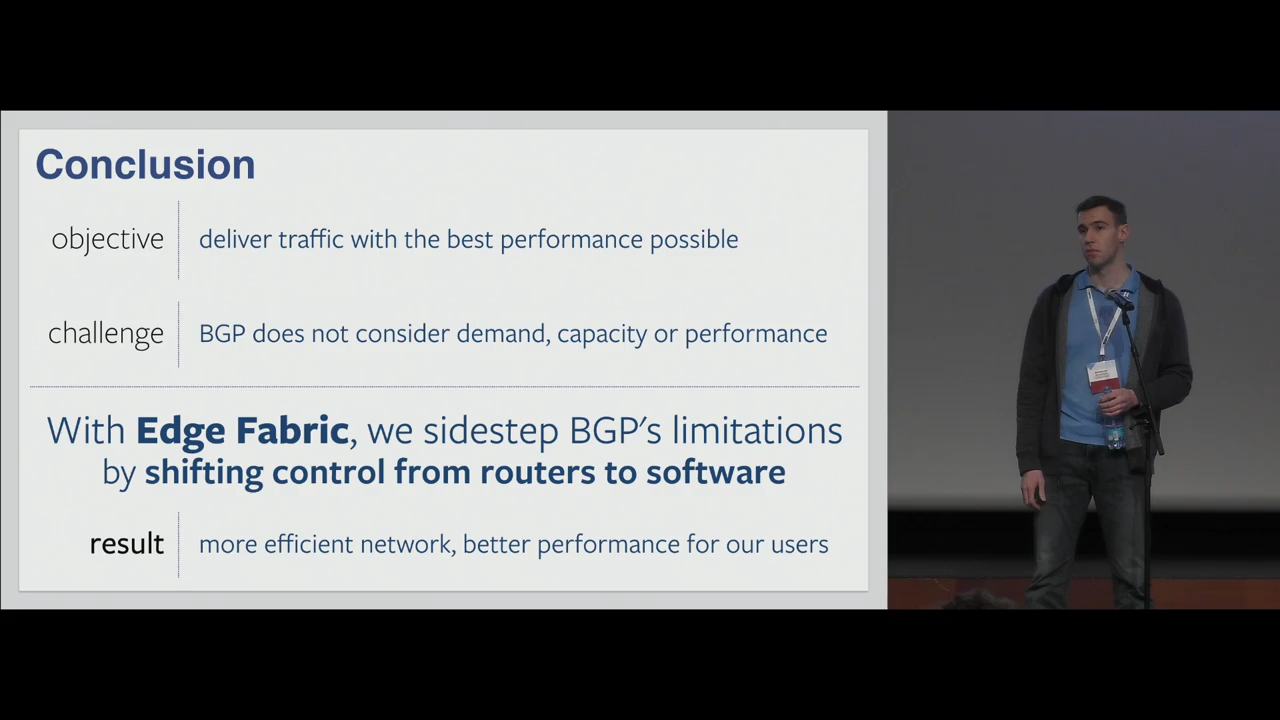 Conclusion
objective
deliver traffic with the best performance possible
challenge
BGP does not consider demand, capacity or performance
With Edge Fabric, we sidestep BGP's limitations
by shifting control from routers to software
result
more efficient network, better performance for our users